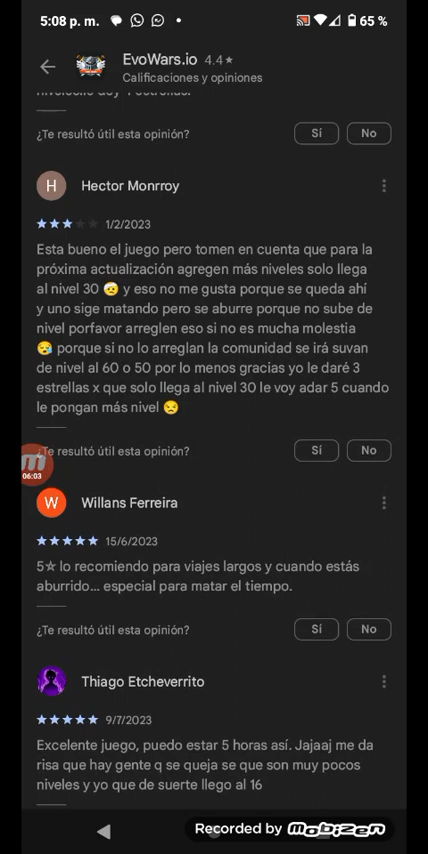 5:08 p. m.
65 %
EvoWars.io 4.4★
Calificaciones y opiniones
¿Te resultó útil esta opinión? Sí No
H Hector Monrroy
1/2/2023
Esta bueno el juego pero tomen en cuenta que para la
próxima actualización agregen más niveles solo llega
al nivel 30 🤕 y eso no me gusta porque se queda ahí
y uno sige matando pero se aburre porque no sube de
nivel porfavor arreglen eso si no es mucha molestia
😪 porque si no lo arreglan la comunidad se irá suvan
de nivel al 60 o 50 por lo menos gracias yo le daré 3
estrellas x que solo llega al nivel 30 le voy adar 5 cuando
le pongan más nivel 😒
¿Te resultó útil esta opinión? Sí No
06:03
W Willans Ferreira
15/6/2023
5☆ lo recomiendo para viajes largos y cuando estás
aburrido... especial para matar el tiempo.
¿Te resultó útil esta opinión? Sí No
Thiago Etcheverrito
9/7/2023
Excelente juego, puedo estar 5 horas así. Jajaaj me da
risa que hay gente q se queja se que son muy pocos
niveles y yo que de suerte llego al 16
Recorded by Mobizen